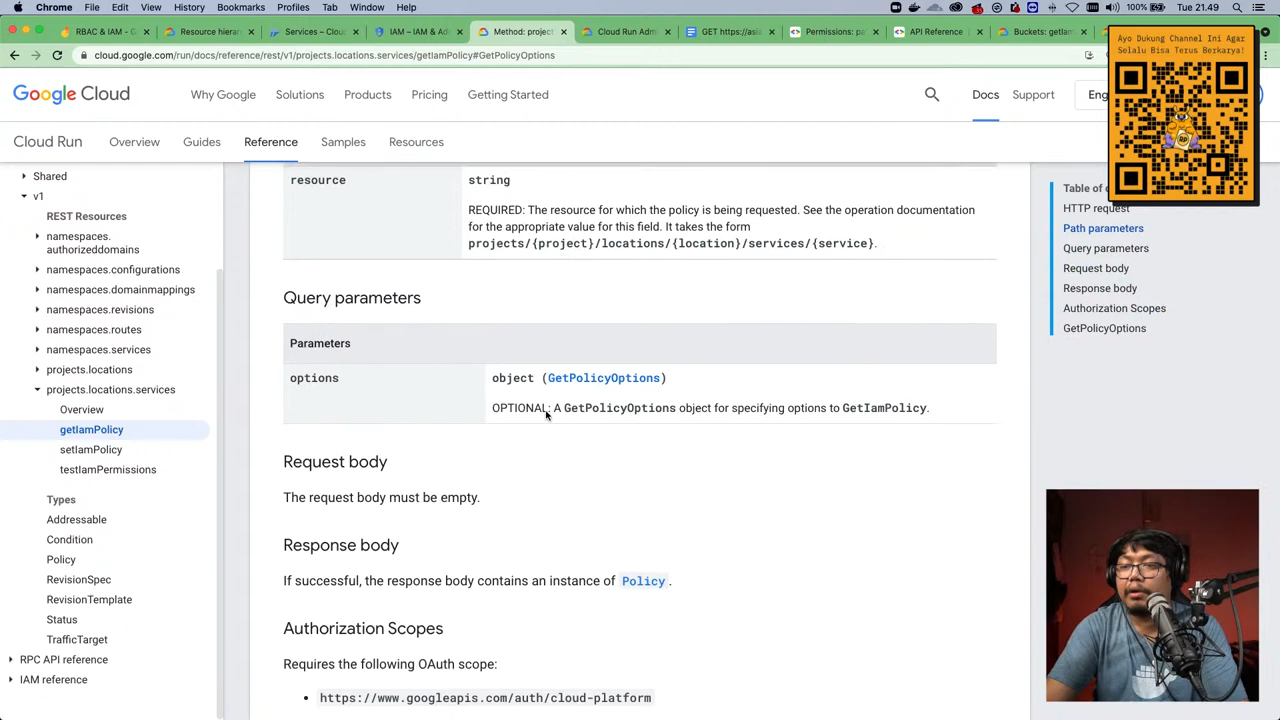 Chrome File Edit View History Bookmarks Profiles Tab Window Help
Tue 21.49
RBAC & IAM - G
Resource hierar
Services – Clou
IAM – IAM & Ad
Method: project
Cloud Run Adm
GET https://asia
Permissions: pa
API Reference
Buckets: getIam
cloud.google.com/run/docs/reference/rest/v1/projects.locations.services/getIamPolicy#GetPolicyOptions
Ayo Dukung Channel Ini Agar
Selalu Bisa Terus Berkarya!
Google Cloud
Why Google
Solutions
Products
Pricing
Getting Started
Docs
Support
Eng
Cloud Run
Overview
Guides
Reference
Samples
Resources
Shared
v1
REST Resources
namespaces.
authorizeddomains
namespaces.configurations
namespaces.domainmappings
namespaces.revisions
namespaces.routes
namespaces.services
projects.locations
projects.locations.services
Overview
getIamPolicy
setIamPolicy
testIamPermissions
Types
Addressable
Condition
Policy
RevisionSpec
RevisionTemplate
Status
TrafficTarget
RPC API reference
IAM reference
resource
string
REQUIRED: The resource for which the policy is being requested. See the operation documentation
for the appropriate value for this field. It takes the form
projects/{project}/locations/{location}/services/{service}.
Query parameters
Parameters
options
object (GetPolicyOptions)
OPTIONAL: A GetPolicyOptions object for specifying options to GetIamPolicy.
Request body
The request body must be empty.
Response body
If successful, the response body contains an instance of Policy.
Authorization Scopes
Requires the following OAuth scope:
https://www.googleapis.com/auth/cloud-platform
Table of
HTTP request
Path parameters
Query parameters
Request body
Response body
Authorization Scopes
GetPolicyOptions